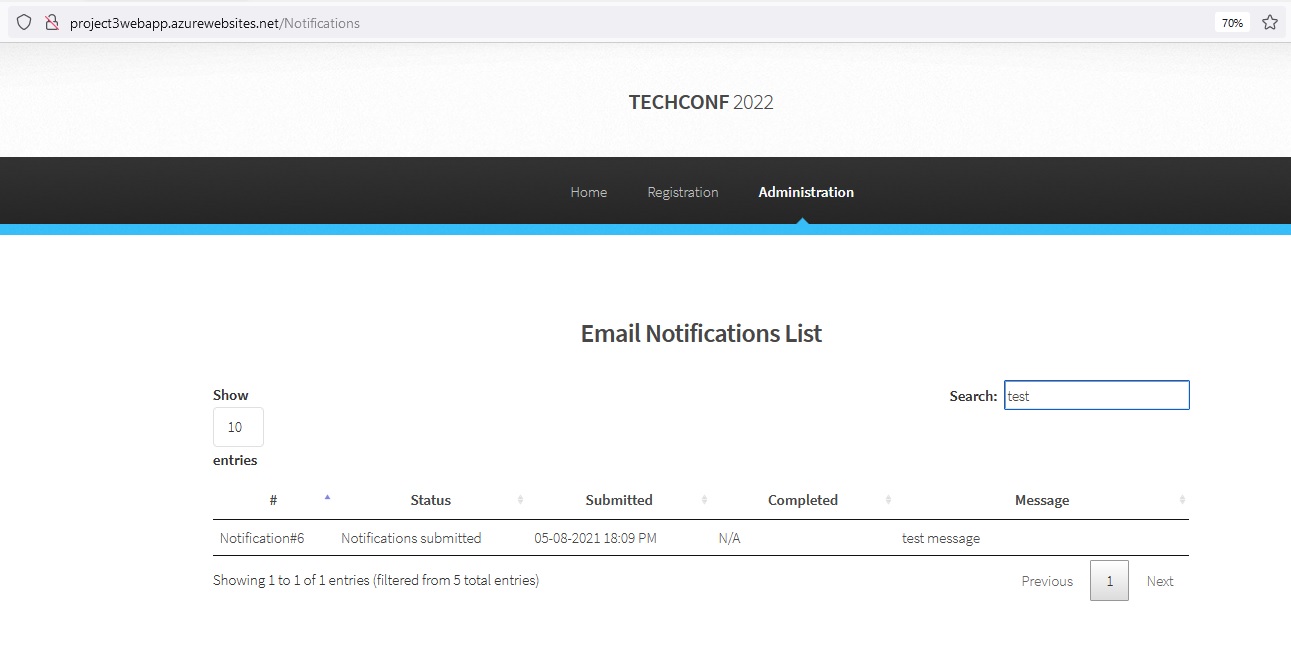 project3webapp.azurewebsites.net/Notifications 70%
TECHCONF 2022
Home Registration Administration
Email Notifications List
Show
10
entries
Search: test
# Status Submitted Completed Message
Notification#6 Notifications submitted 05-08-2021 18:09 PM N/A test message
Showing 1 to 1 of 1 entries (filtered from 5 total entries)
Previous 1 Next